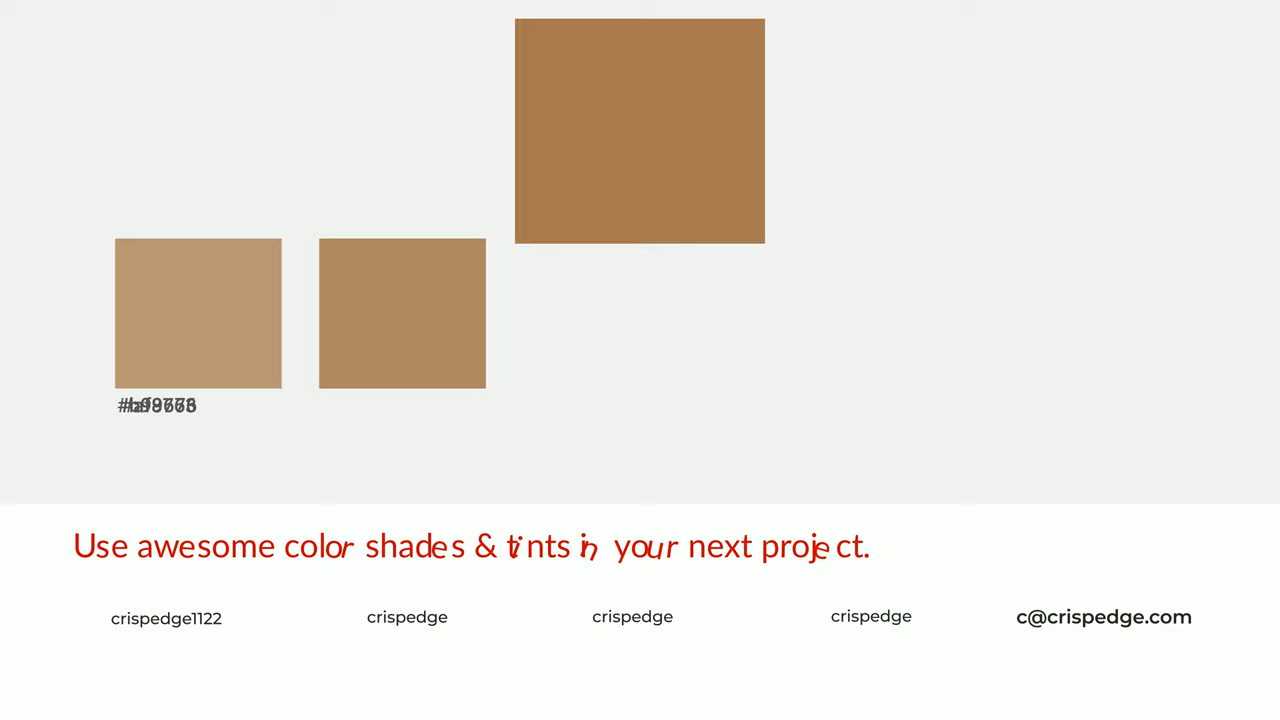 Use awesome color shades & tints in your next project.
crispedge1122 crispedge crispedge crispedge c@crispedge.com